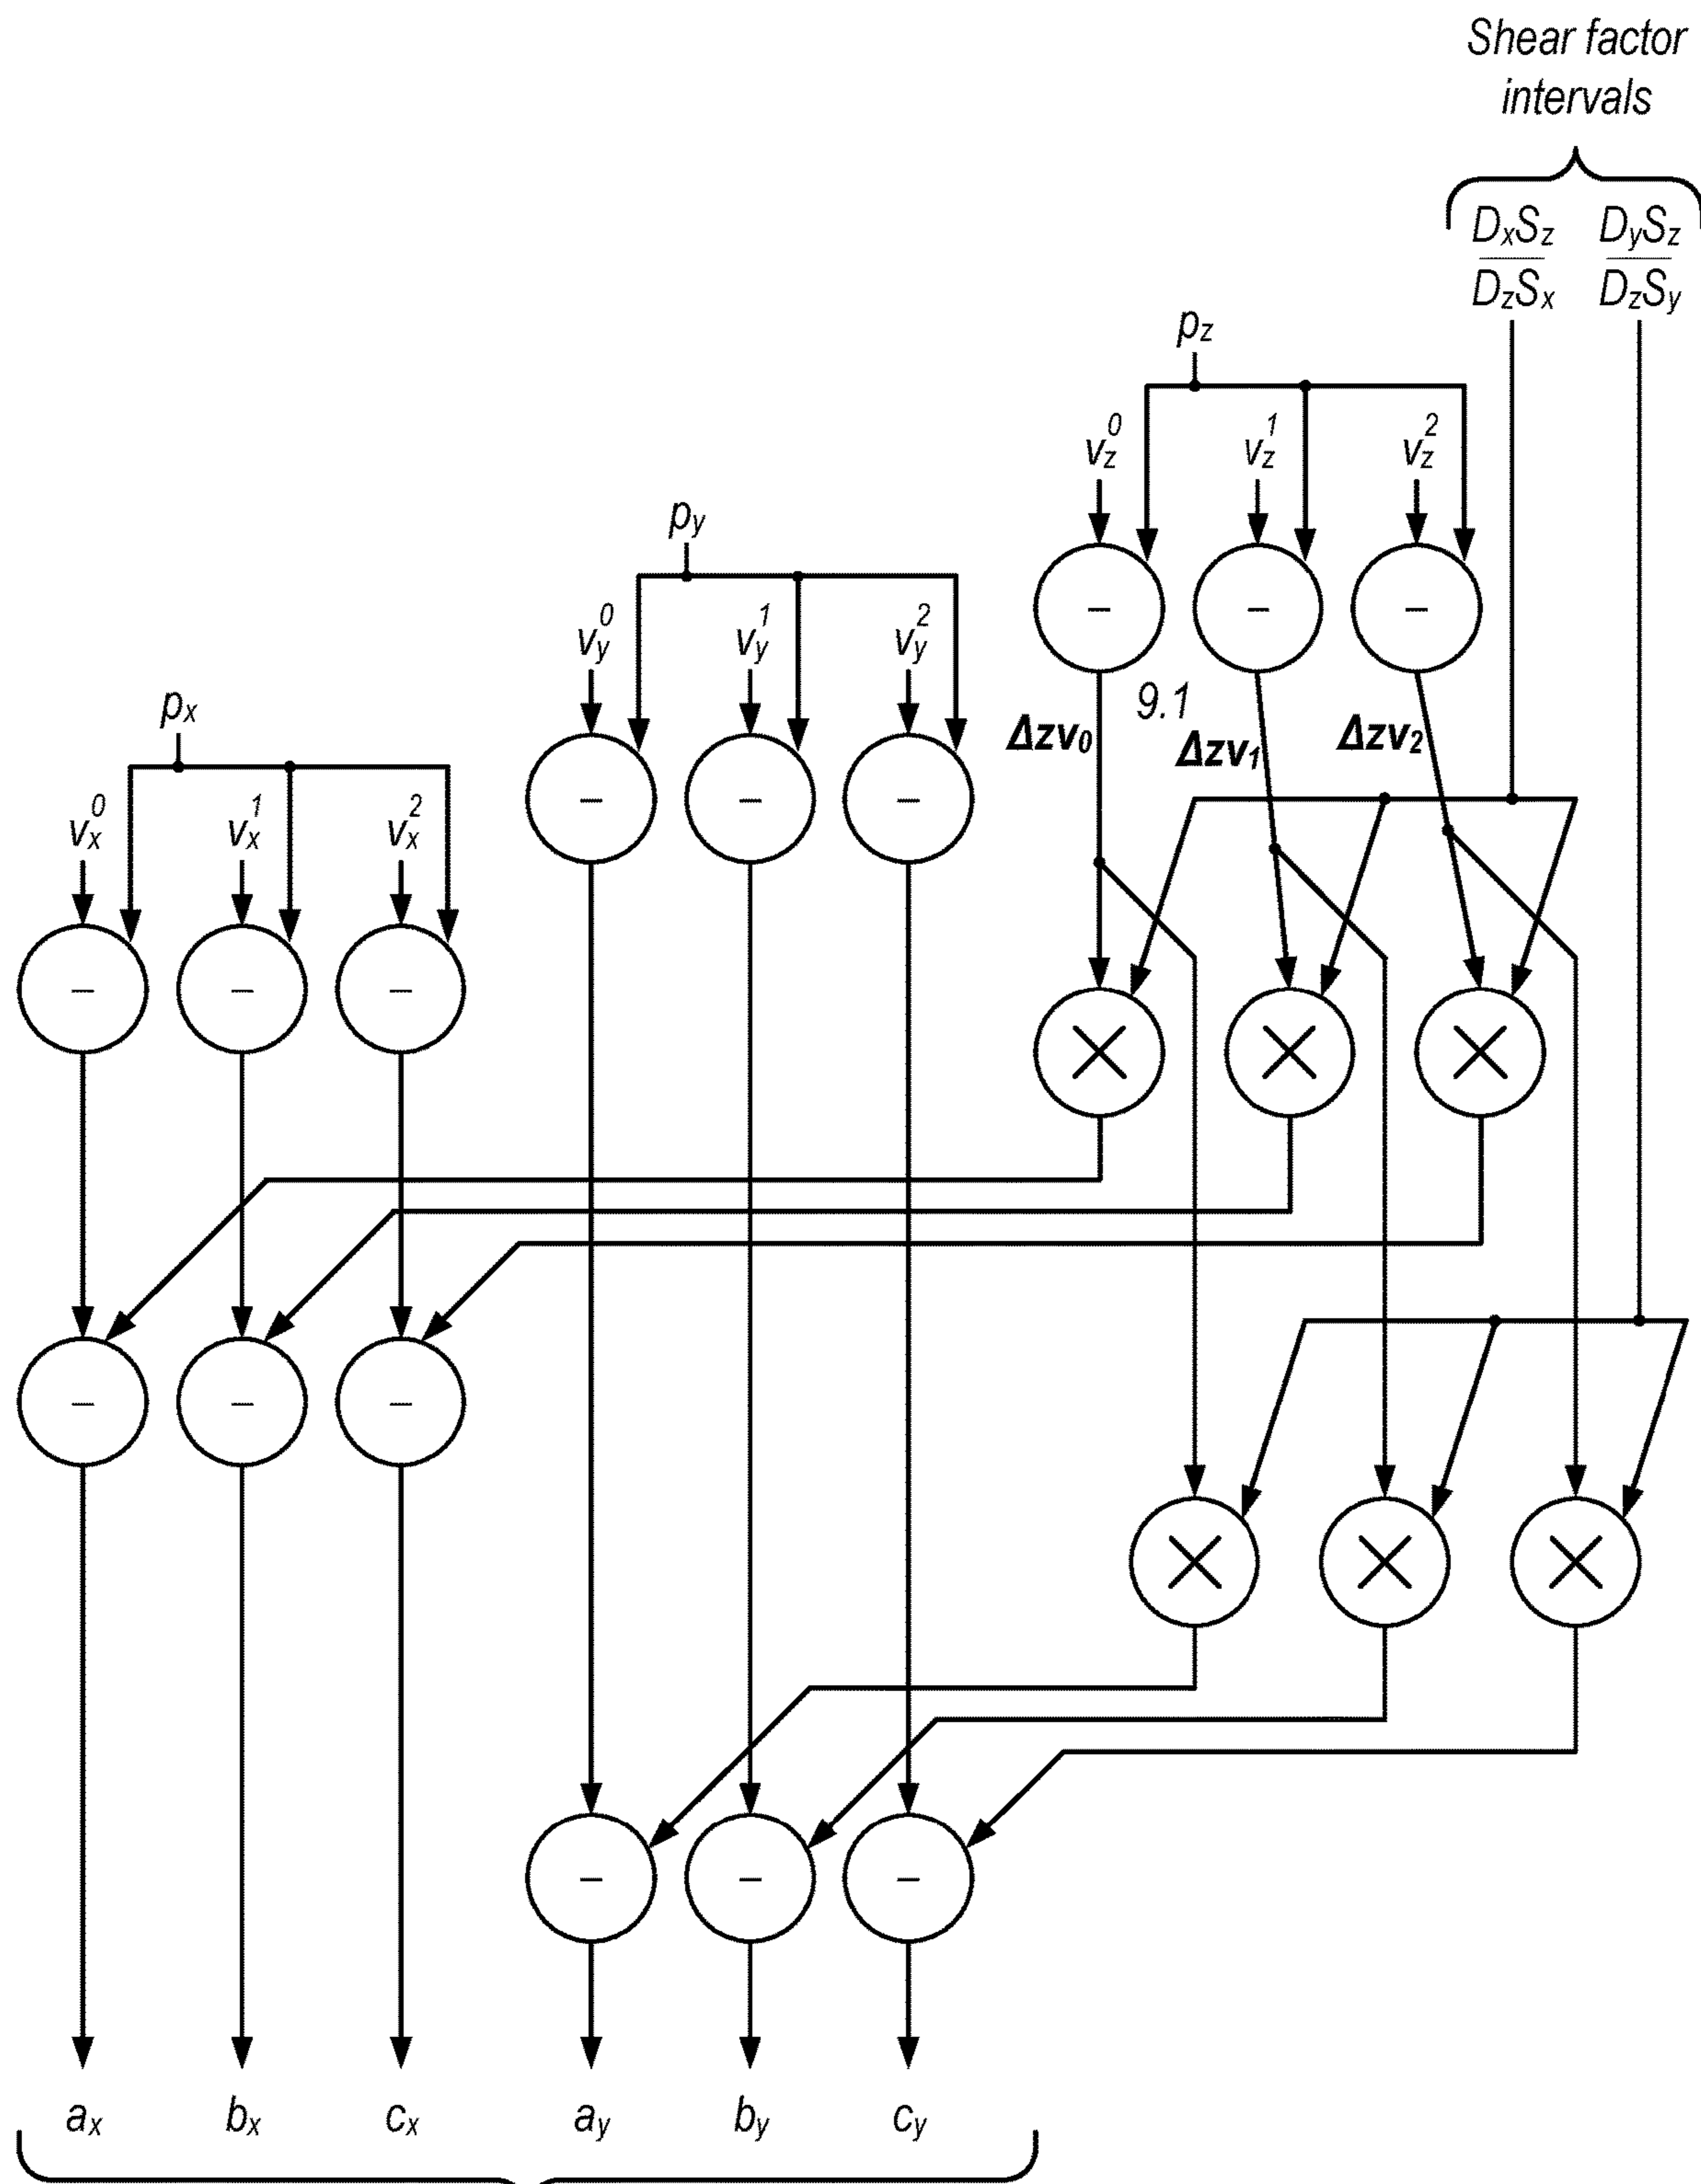 Shear factor
intervals
DxSz DySz
DzSx DzSy
pz
vz0 vz1 vz2
py
vy0 vy1 vy2
– – –
px
9.1
Δzv0 Δzv1 Δzv2
vx0 vx1 vx2
– – –
– – –
× × ×
– – –
× × ×
– – –
ax bx cx ay by cy